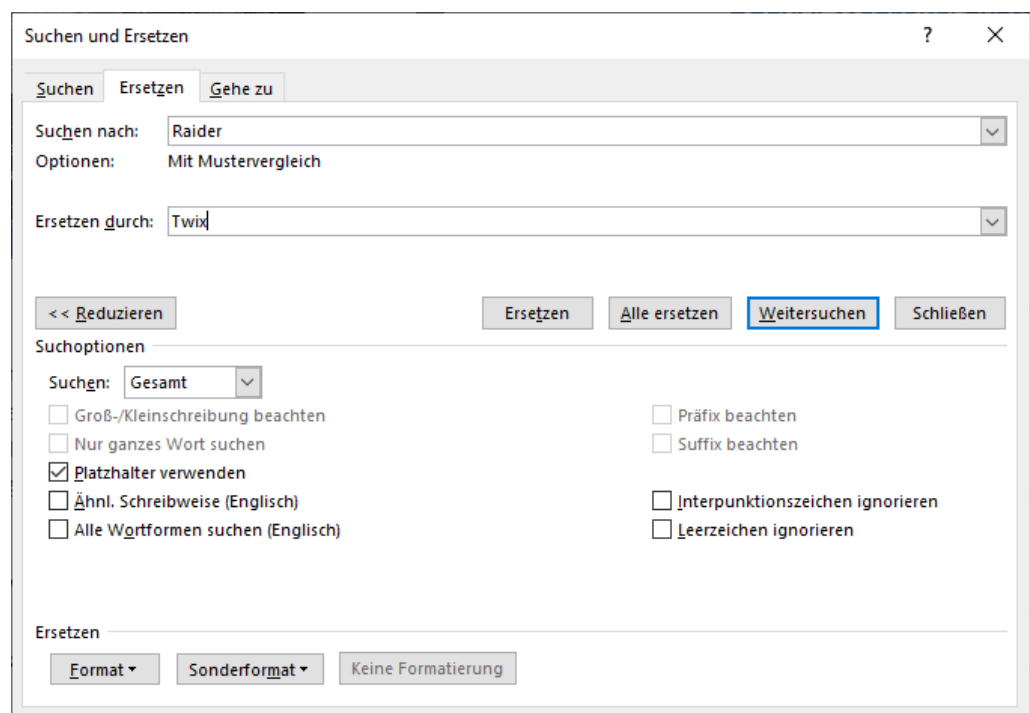 Suchen und Ersetzen ? ×
Suchen Ersetzen Gehe zu
Suchen nach: Raider
Optionen: Mit Mustervergleich
Ersetzen durch: Twix
<< Reduzieren Ersetzen Alle ersetzen Weitersuchen Schließen
Suchoptionen
Suchen: Gesamt
Groß-/Kleinschreibung beachten Präfix beachten
Nur ganzes Wort suchen Suffix beachten
Platzhalter verwenden
Ähnl. Schreibweise (Englisch) Interpunktionszeichen ignorieren
Alle Wortformen suchen (Englisch) Leerzeichen ignorieren
Ersetzen
Format Sonderformat Keine Formatierung